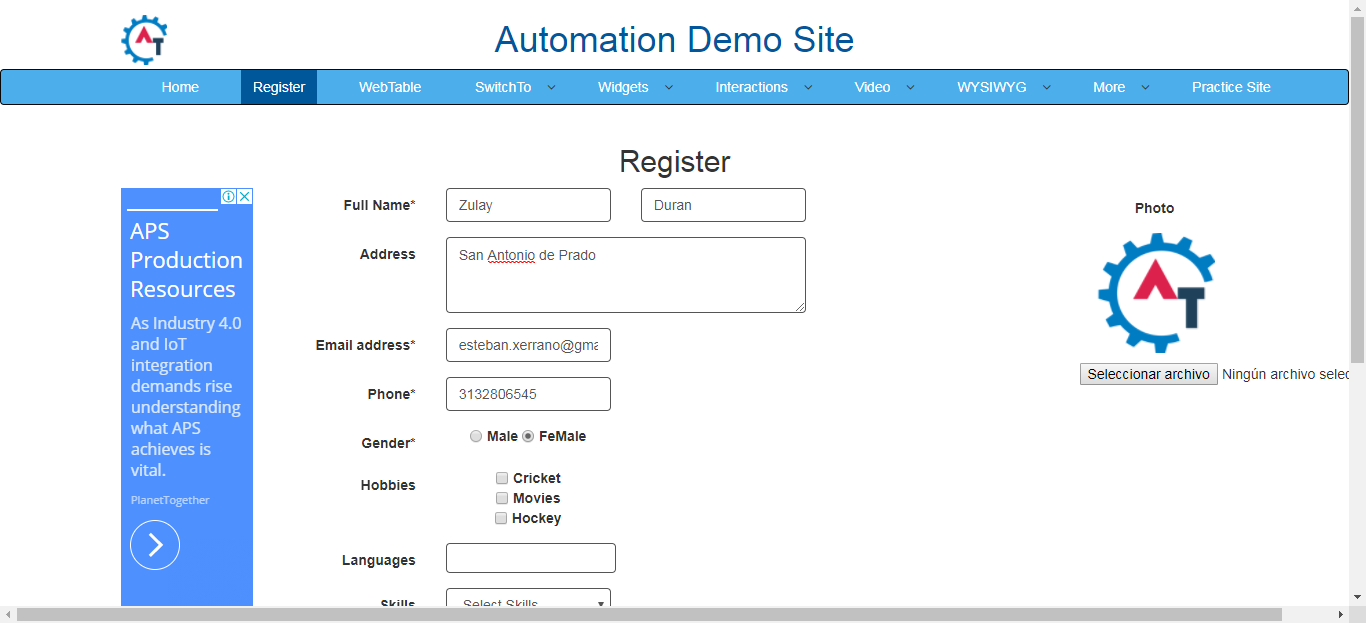 AT
Automation Demo Site
Home Register WebTable SwitchTo Widgets Interactions Video WYSIWYG More Practice Site
Register
APS
Production
Resources
As Industry 4.0
and IoT
integration
demands rise
understanding
what APS
achieves is
vital.
PlanetTogether
Full Name* Zulay Duran
Address San Antonio de Prado
Email address* esteban.xerrano@gma
Phone* 3132806545
Gender* Male FeMale
Hobbies Cricket
Movies
Hockey
Languages
Skills Select Skills
Photo
AT
Seleccionar archivo Ningún archivo selec